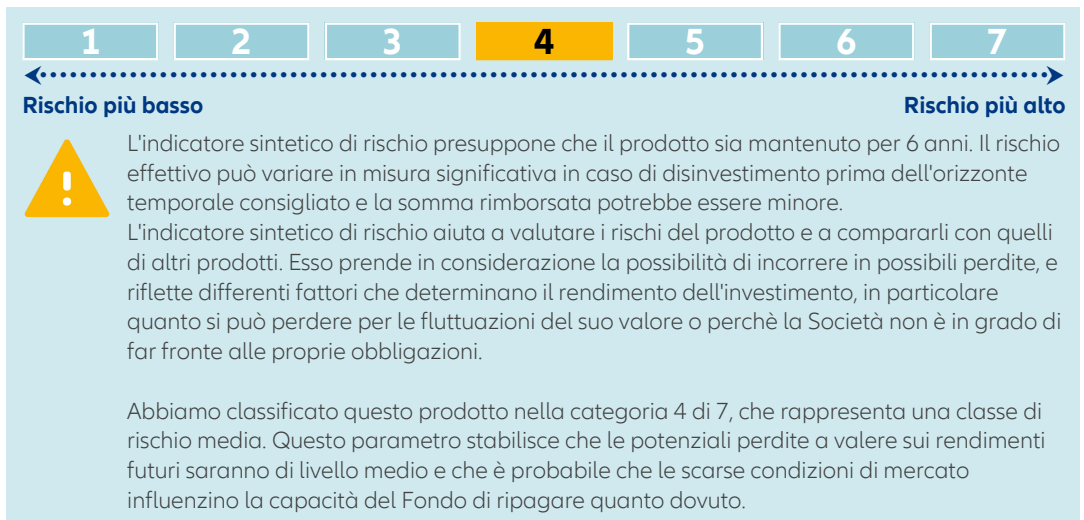 1 2 3 4 5 6 7
Rischio più basso Rischio più alto
L'indicatore sintetico di rischio presuppone che il prodotto sia mantenuto per 6 anni. Il rischio
effettivo può variare in misura significativa in caso di disinvestimento prima dell'orizzonte
temporale consigliato e la somma rimborsata potrebbe essere minore.
L'indicatore sintetico di rischio aiuta a valutare i rischi del prodotto e a compararli con quelli
di altri prodotti. Esso prende in considerazione la possibilità di incorrere in possibili perdite, e
riflette differenti fattori che determinano il rendimento dell'investimento, in particolare
quanto si può perdere per le fluttuazioni del suo valore o perchè la Società non è in grado di
far fronte alle proprie obbligazioni.
Abbiamo classificato questo prodotto nella categoria 4 di 7, che rappresenta una classe di
rischio media. Questo parametro stabilisce che le potenziali perdite a valere sui rendimenti
futuri saranno di livello medio e che è probabile che le scarse condizioni di mercato
influenzino la capacità del Fondo di ripagare quanto dovuto.